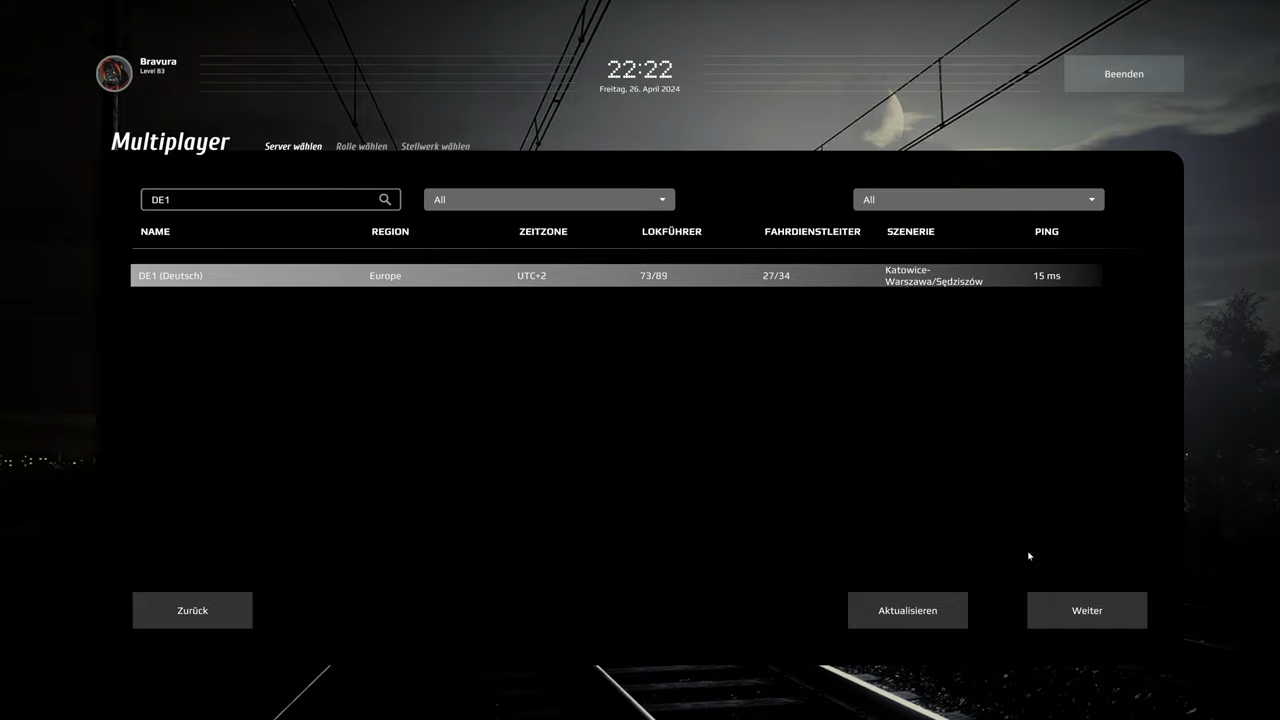 Bravura
Level 83
22:22
Freitag, 26. April 2024
Beenden
Multiplayer
Server wählen
Rolle wählen
Stellwerk wählen
DE1
All
All
NAME
REGION
ZEITZONE
LOKFÜHRER
FAHRDIENSTLEITER
SZENERIE
PING
DE1 (Deutsch)
Europe
UTC+2
73/89
27/34
Katowice-
Warszawa/Sędziszów
15 ms
Zurück
Aktualisieren
Weiter